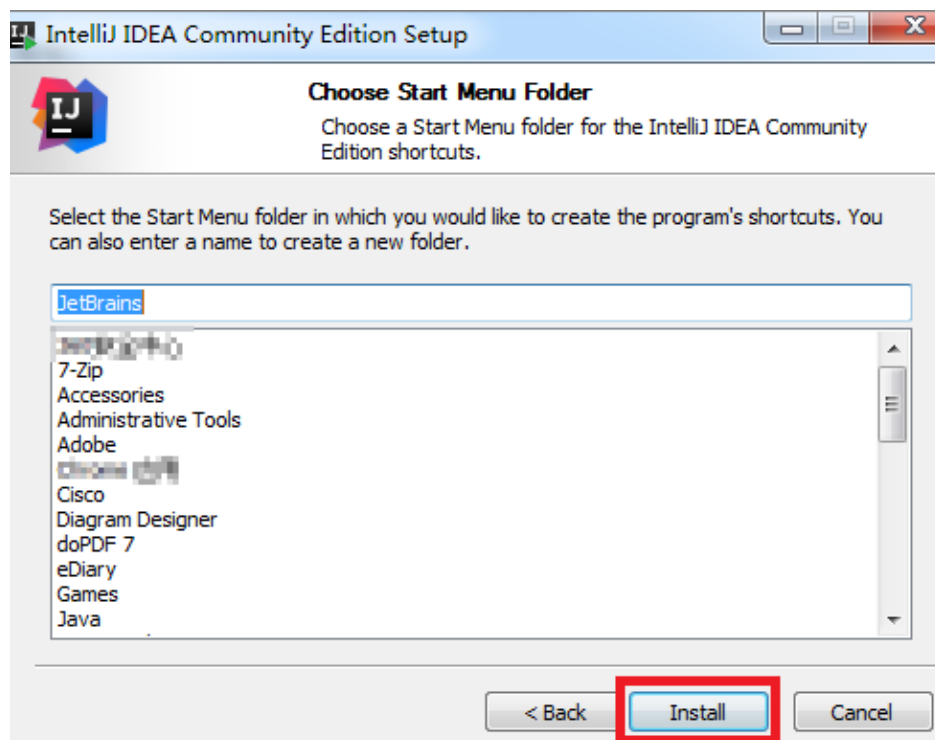 IntelliJ IDEA Community Edition Setup
IJ
Choose Start Menu Folder
Choose a Start Menu folder for the IntelliJ IDEA Community
Edition shortcuts.
Select the Start Menu folder in which you would like to create the program's shortcuts. You
can also enter a name to create a new folder.
JetBrains
7-Zip
Accessories
Administrative Tools
Adobe
Cisco
Diagram Designer
doPDF 7
eDiary
Games
Java
< Back
Install
Cancel